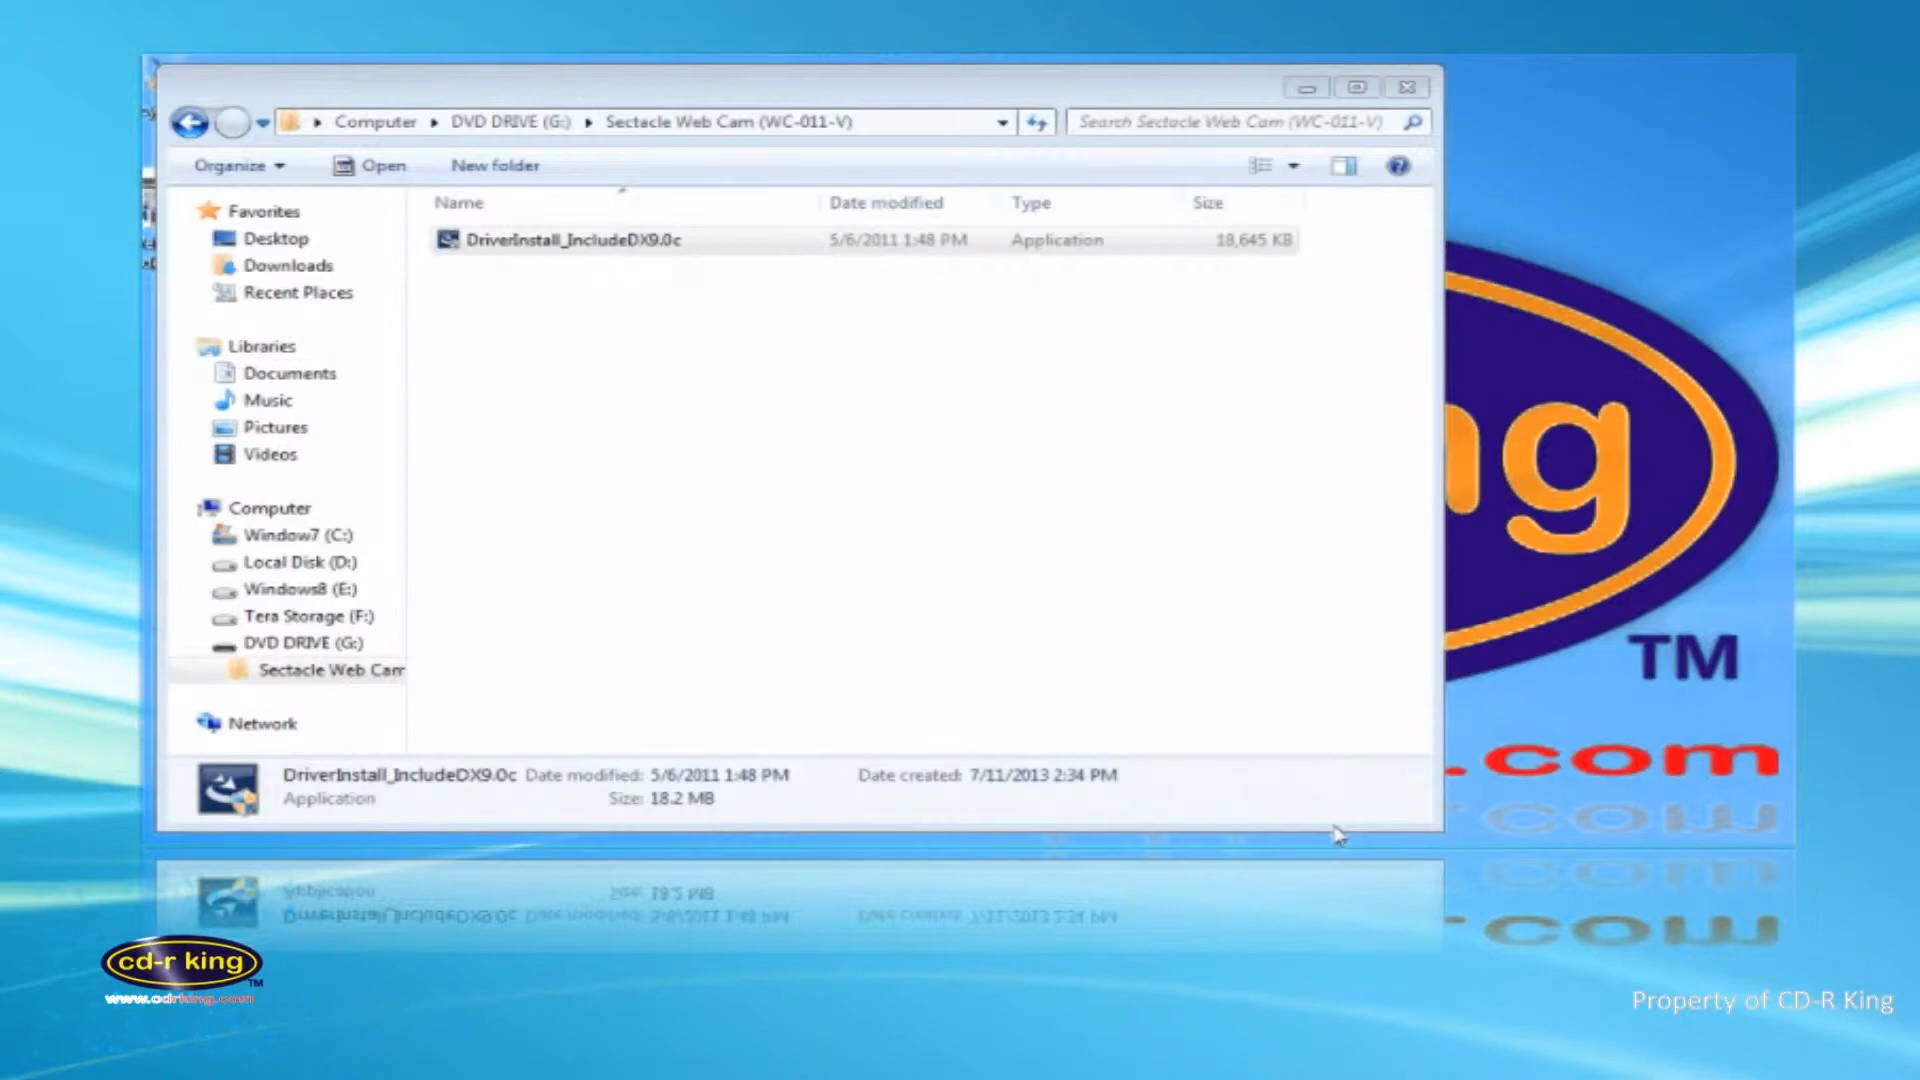 Computer ▸ DVD DRIVE (G:) ▸ Sectacle Web Cam (WC-011-V)
Search Sectacle Web Cam (WC-011-V)
Organize
Open
New folder
Name
Date modified
Type
Size
DriverInstall_IncludeDX9.0c
5/6/2011 1:48 PM
Application
18,645 KB
Favorites
Desktop
Downloads
Recent Places
Libraries
Documents
Music
Pictures
Videos
Computer
Window7 (C:)
Local Disk (D:)
Windows8 (E:)
Tera Storage (F:)
DVD DRIVE (G:)
Sectacle Web Cam
Network
DriverInstall_IncludeDX9.0c Date modified: 5/6/2011 1:48 PM Date created: 7/11/2013 2:34 PM
Application Size: 18.2 MB
ng
TM
.com
cd-r king
TM
www.cdrking.com
Property of CD-R King